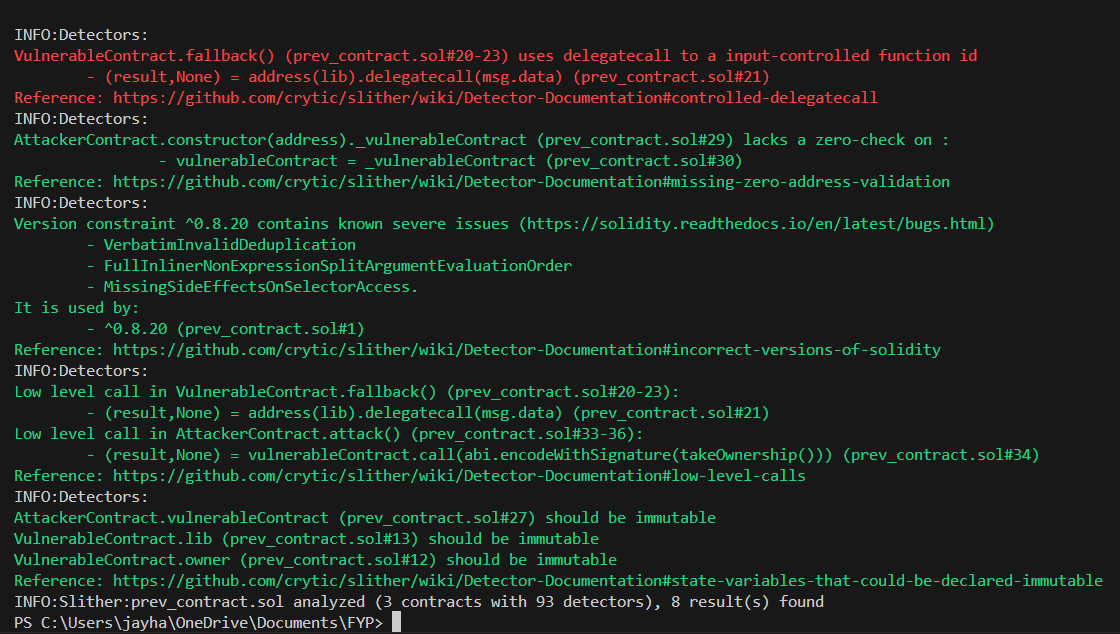 INFO:Detectors:
VulnerableContract.fallback() (prev_contract.sol#20-23) uses delegatecall to a input-controlled function id
        - (result,None) = address(lib).delegatecall(msg.data) (prev_contract.sol#21)
Reference: https://github.com/crytic/slither/wiki/Detector-Documentation#controlled-delegatecall
INFO:Detectors:
AttackerContract.constructor(address)._vulnerableContract (prev_contract.sol#29) lacks a zero-check on :
                - vulnerableContract = _vulnerableContract (prev_contract.sol#30)
Reference: https://github.com/crytic/slither/wiki/Detector-Documentation#missing-zero-address-validation
INFO:Detectors:
Version constraint ^0.8.20 contains known severe issues (https://solidity.readthedocs.io/en/latest/bugs.html)
        - VerbatimInvalidDeduplication
        - FullInlinerNonExpressionSplitArgumentEvaluationOrder
        - MissingSideEffectsOnSelectorAccess.
It is used by:
        - ^0.8.20 (prev_contract.sol#1)
Reference: https://github.com/crytic/slither/wiki/Detector-Documentation#incorrect-versions-of-solidity
INFO:Detectors:
Low level call in VulnerableContract.fallback() (prev_contract.sol#20-23):
        - (result,None) = address(lib).delegatecall(msg.data) (prev_contract.sol#21)
Low level call in AttackerContract.attack() (prev_contract.sol#33-36):
        - (result,None) = vulnerableContract.call(abi.encodeWithSignature(takeOwnership())) (prev_contract.sol#34)
Reference: https://github.com/crytic/slither/wiki/Detector-Documentation#low-level-calls
INFO:Detectors:
AttackerContract.vulnerableContract (prev_contract.sol#27) should be immutable
VulnerableContract.lib (prev_contract.sol#13) should be immutable
VulnerableContract.owner (prev_contract.sol#12) should be immutable
Reference: https://github.com/crytic/slither/wiki/Detector-Documentation#state-variables-that-could-be-declared-immutable
INFO:Slither:prev_contract.sol analyzed (3 contracts with 93 detectors), 8 result(s) found
PS C:\Users\jayha\OneDrive\Documents\FYP>